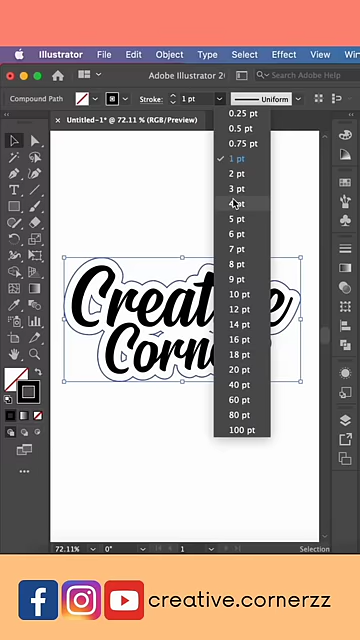 Illustrator File Edit Object Type Select Effect View
Adobe Illustrator 20
Search Adobe Help
Compound Path Stroke: 1 pt Uniform
Untitled-1* @ 72.11 % (RGB/Preview)
0.25 pt
0.5 pt
0.75 pt
1 pt
2 pt
3 pt
4 pt
5 pt
6 pt
7 pt
8 pt
9 pt
10 pt
12 pt
14 pt
16 pt
18 pt
20 pt
40 pt
60 pt
80 pt
100 pt
Creat e
Corn
72.11% 0° 1 Selection
creative.cornerzz